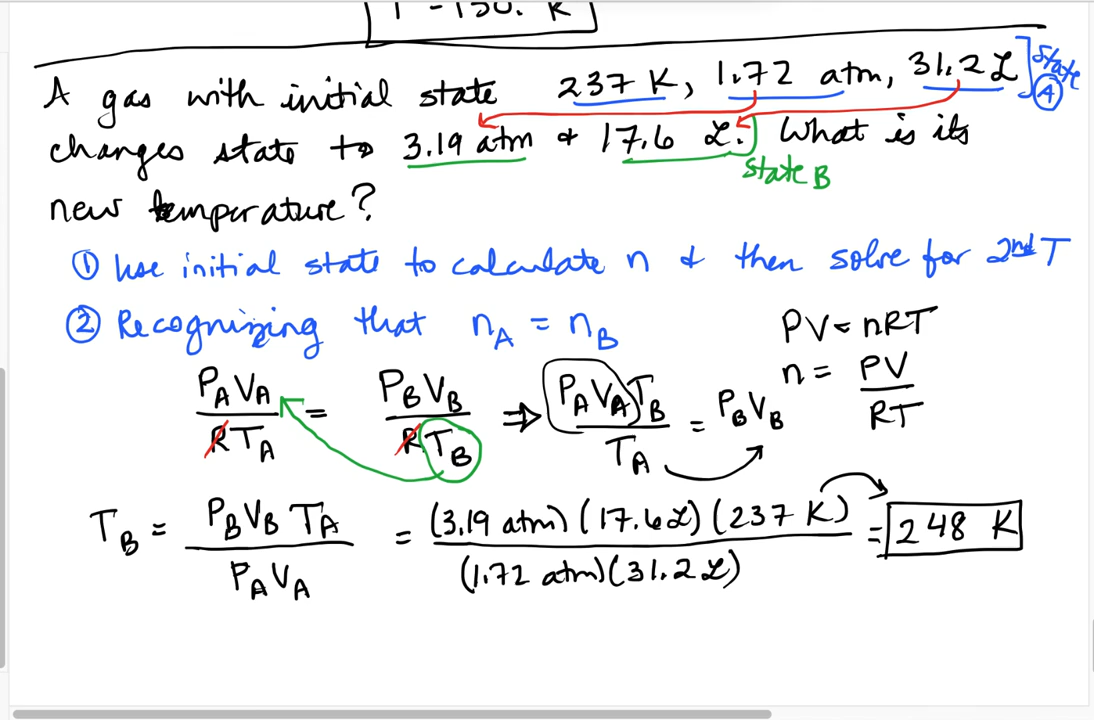 T = 130. K
A gas with initial state 237 K, 1.72 atm, 31.2 L State A
changes state to 3.19 atm & 17.6 L. What is its
state B
new temperature?
① Use initial state to calculate n & then solve for 2nd T
② Recognizing that n_A = n_B
PV = nRT
n = PV / RT
P_A V_A / R T_A = P_B V_B / R T_B ⇒ P_A V_A T_B / T_A = P_B V_B
T_B = P_B V_B T_A / P_A V_A = (3.19 atm)(17.6 L)(237 K) / (1.72 atm)(31.2 L) = 248 K